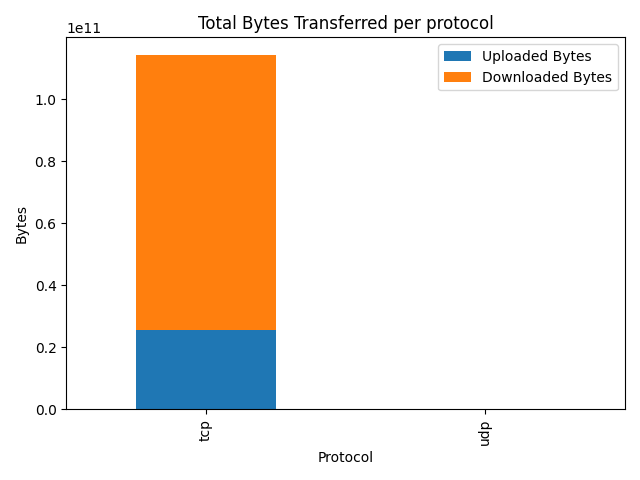 Total Bytes Transferred per protocol
1e11
Uploaded Bytes
Downloaded Bytes
1.0
0.8
0.6
0.4
0.2
0.0
Bytes
tcp
udp
Protocol